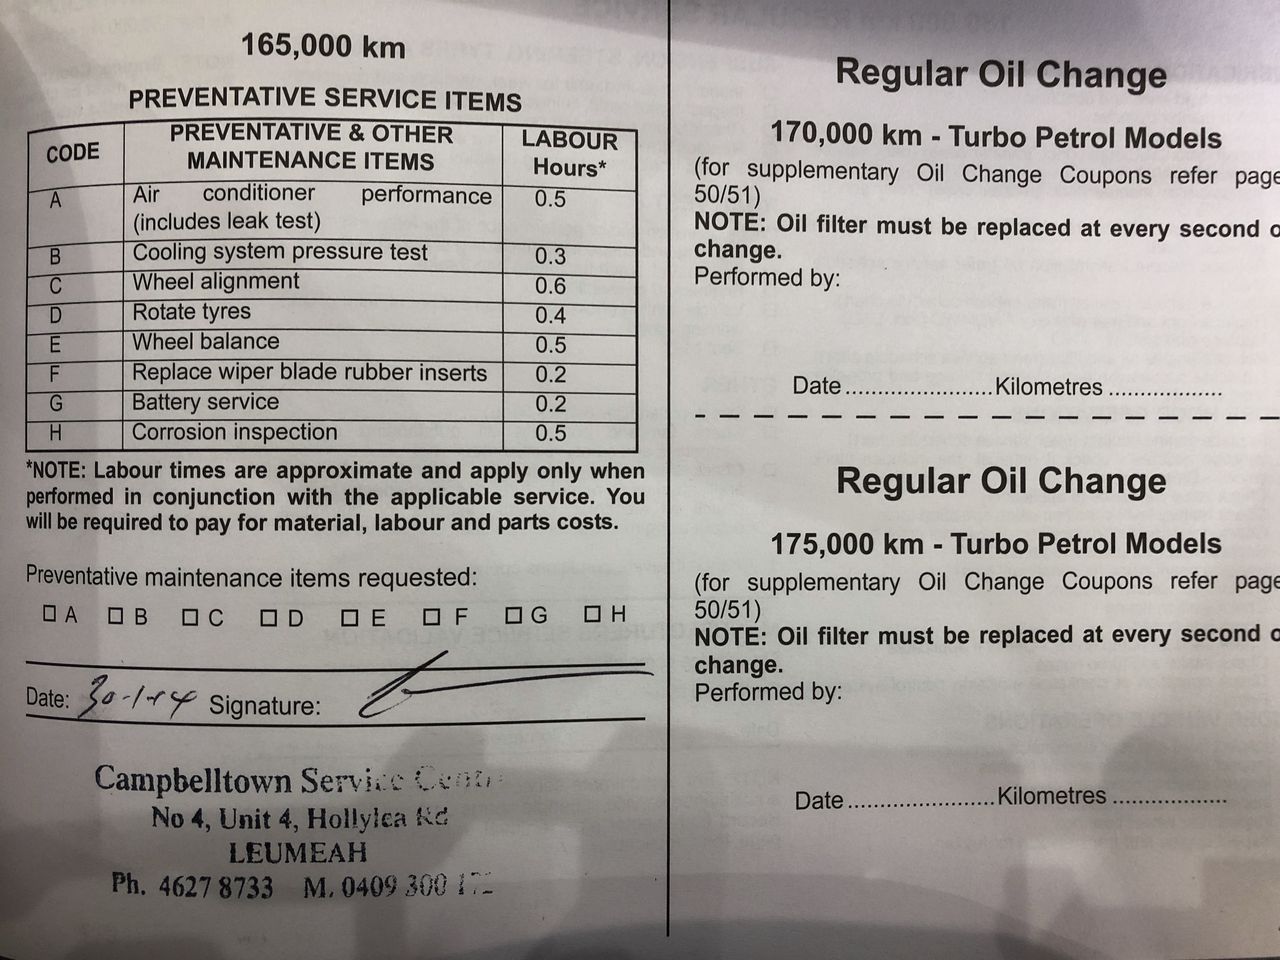 165,000 km
PREVENTATIVE SERVICE ITEMS
CODE PREVENTATIVE & OTHER MAINTENANCE ITEMS LABOUR Hours*
A Air conditioner performance (includes leak test) 0.5
B Cooling system pressure test 0.3
C Wheel alignment 0.6
D Rotate tyres 0.4
E Wheel balance 0.5
F Replace wiper blade rubber inserts 0.2
G Battery service 0.2
H Corrosion inspection 0.5
*NOTE: Labour times are approximate and apply only when
performed in conjunction with the applicable service. You
will be required to pay for material, labour and parts costs.
Preventative maintenance items requested:
A B C D E F G H
Date: 30-1-14 Signature:
Campbelltown Service
No 4, Unit 4, Hollylea Rd
LEUMEAH
Ph. 4627 8733 M. 0409 300
Regular Oil Change
170,000 km - Turbo Petrol Models
(for supplementary Oil Change Coupons refer page
50/51)
NOTE: Oil filter must be replaced at every second
change.
Performed by:
Date...................... Kilometres ..................
Regular Oil Change
175,000 km - Turbo Petrol Models
(for supplementary Oil Change Coupons refer page
50/51)
NOTE: Oil filter must be replaced at every second
change.
Performed by:
Date ...................... Kilometres ..................